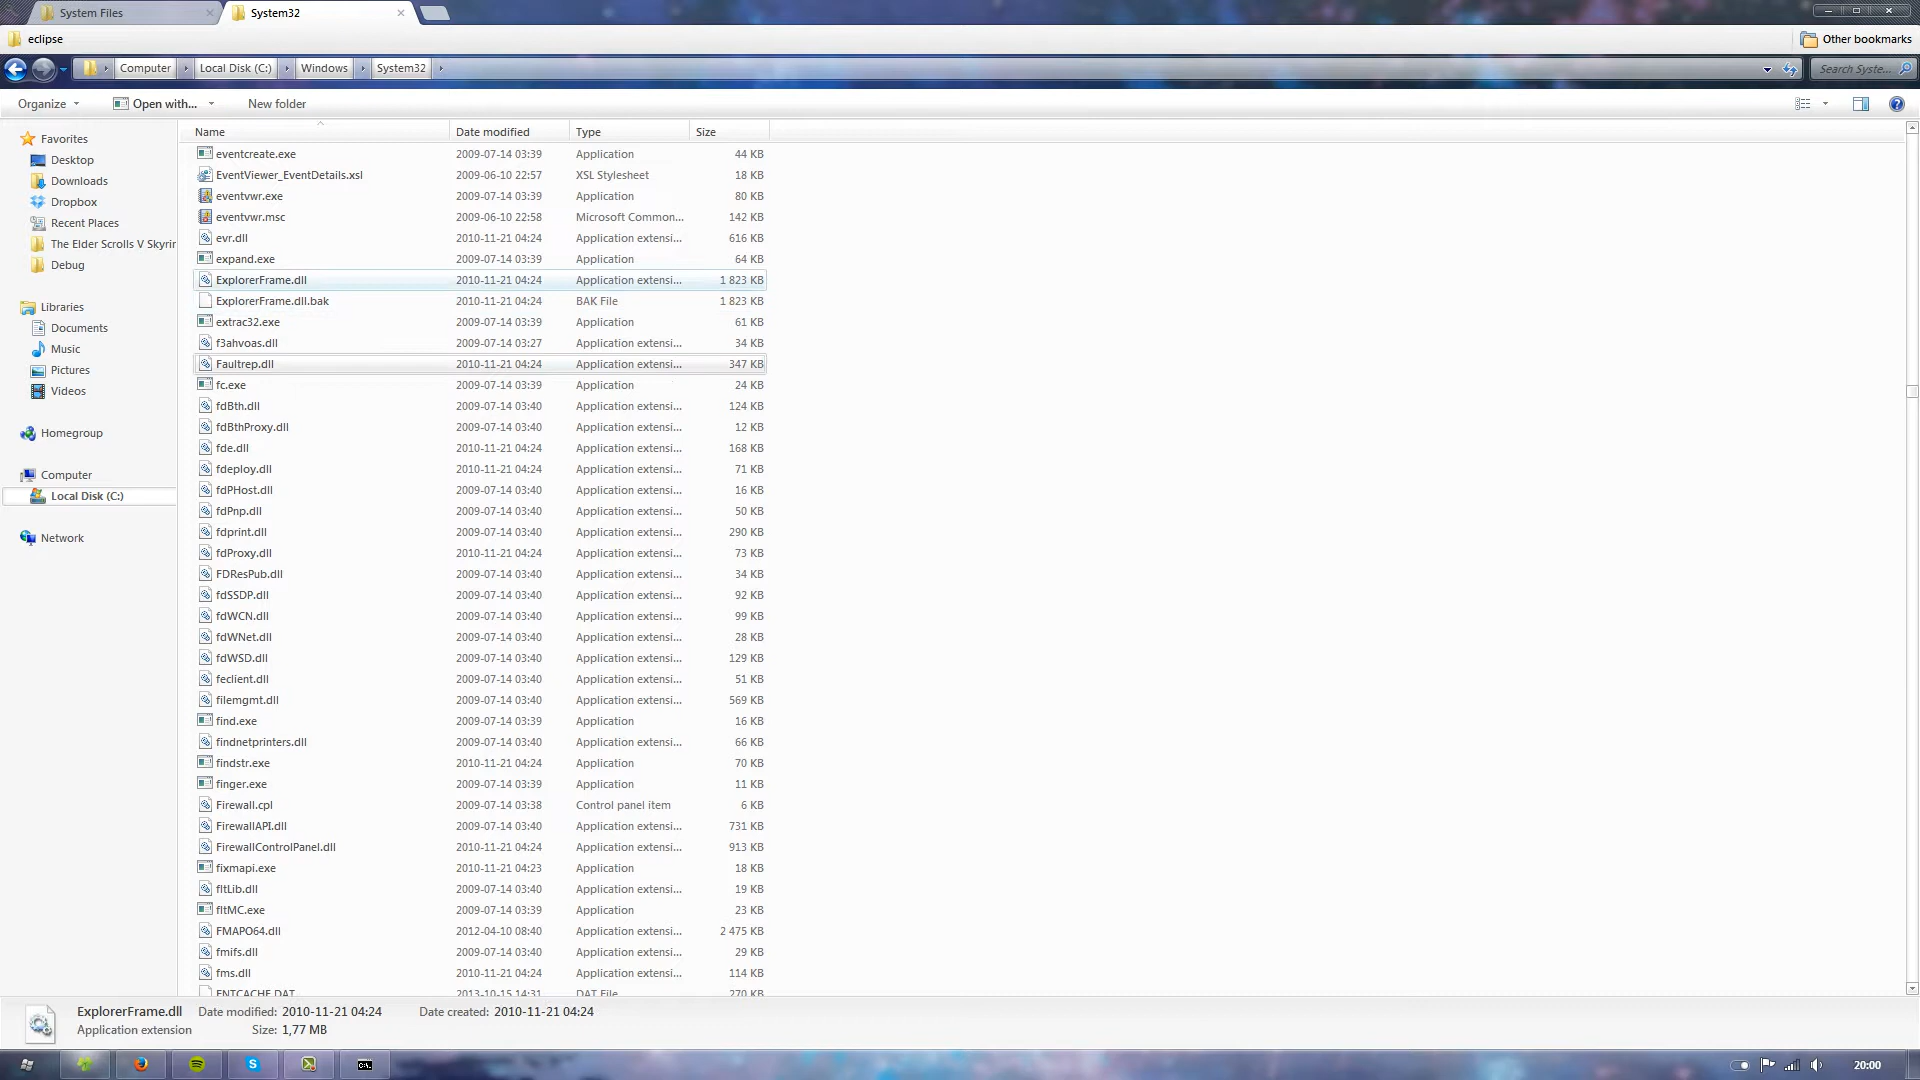 System Files
System32
eclipse
Other bookmarks
Computer
Local Disk (C:)
Windows
System32
Search Syste...
Organize
Open with...
New folder
Favorites
Desktop
Downloads
Dropbox
Recent Places
The Elder Scrolls V Skyrir
Debug
Libraries
Documents
Music
Pictures
Videos
Homegroup
Computer
Local Disk (C:)
Network
Name Date modified Type Size
eventcreate.exe 2009-07-14 03:39 Application 44 KB
EventViewer_EventDetails.xsl 2009-06-10 22:57 XSL Stylesheet 18 KB
eventvwr.exe 2009-07-14 03:39 Application 80 KB
eventvwr.msc 2009-06-10 22:58 Microsoft Common... 142 KB
evr.dll 2010-11-21 04:24 Application extensi... 616 KB
expand.exe 2009-07-14 03:39 Application 64 KB
ExplorerFrame.dll 2010-11-21 04:24 Application extensi... 1 823 KB
ExplorerFrame.dll.bak 2010-11-21 04:24 BAK File 1 823 KB
extrac32.exe 2009-07-14 03:39 Application 61 KB
f3ahvoas.dll 2009-07-14 03:27 Application extensi... 34 KB
Faultrep.dll 2010-11-21 04:24 Application extensi... 347 KB
fc.exe 2009-07-14 03:39 Application 24 KB
fdBth.dll 2009-07-14 03:40 Application extensi... 124 KB
fdBthProxy.dll 2009-07-14 03:40 Application extensi... 12 KB
fde.dll 2010-11-21 04:24 Application extensi... 168 KB
fdeploy.dll 2010-11-21 04:24 Application extensi... 71 KB
fdPHost.dll 2009-07-14 03:40 Application extensi... 16 KB
fdPnp.dll 2009-07-14 03:40 Application extensi... 50 KB
fdprint.dll 2009-07-14 03:40 Application extensi... 290 KB
fdProxy.dll 2010-11-21 04:24 Application extensi... 73 KB
FDResPub.dll 2009-07-14 03:40 Application extensi... 34 KB
fdSSDP.dll 2009-07-14 03:40 Application extensi... 92 KB
fdWCN.dll 2009-07-14 03:40 Application extensi... 99 KB
fdWNet.dll 2009-07-14 03:40 Application extensi... 28 KB
fdWSD.dll 2009-07-14 03:40 Application extensi... 129 KB
feclient.dll 2009-07-14 03:40 Application extensi... 51 KB
filemgmt.dll 2009-07-14 03:40 Application extensi... 569 KB
find.exe 2009-07-14 03:39 Application 16 KB
findnetprinters.dll 2009-07-14 03:40 Application extensi... 66 KB
findstr.exe 2010-11-21 04:24 Application 70 KB
finger.exe 2009-07-14 03:39 Application 11 KB
Firewall.cpl 2009-07-14 03:38 Control panel item 6 KB
FirewallAPI.dll 2009-07-14 03:40 Application extensi... 731 KB
FirewallControlPanel.dll 2010-11-21 04:24 Application extensi... 913 KB
fixmapi.exe 2010-11-21 04:23 Application 18 KB
fltLib.dll 2009-07-14 03:40 Application extensi... 19 KB
fltMC.exe 2009-07-14 03:39 Application 23 KB
FMAPO64.dll 2012-04-10 08:40 Application extensi... 2 475 KB
fmifs.dll 2009-07-14 03:40 Application extensi... 29 KB
fms.dll 2010-11-21 04:24 Application extensi... 114 KB
FNTCACHE.DAT 2013-10-15 14:31 DAT File 270 KB
ExplorerFrame.dll Date modified: 2010-11-21 04:24 Date created: 2010-11-21 04:24
Application extension Size: 1,77 MB
20:00